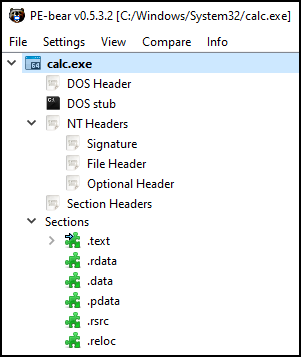 PE-bear v0.5.3.2 [C:/Windows/System32/calc.exe]
File Settings View Compare Info
64 calc.exe
DOS Header
DOS stub
NT Headers
Signature
File Header
Optional Header
Section Headers
Sections
.text
.rdata
.data
.pdata
.rsrc
.reloc